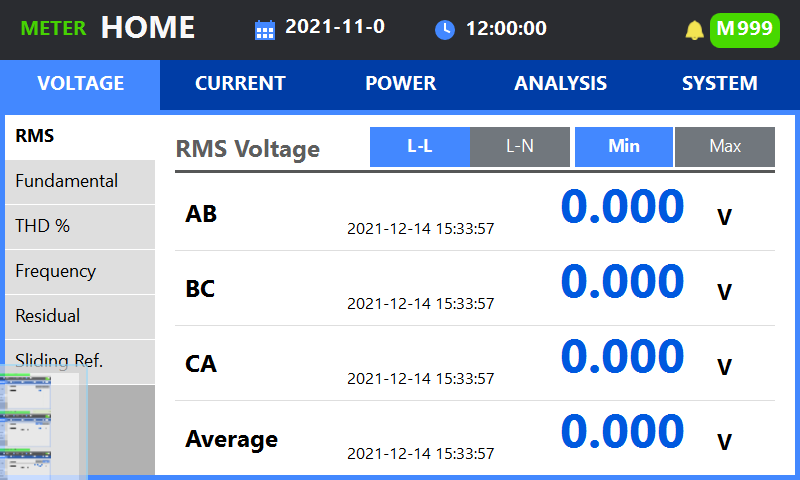 METER HOME 2021-11-0 12:00:00 M999
VOLTAGE CURRENT POWER ANALYSIS SYSTEM
RMS
Fundamental
THD %
Frequency
Residual
Sliding Ref.
RMS Voltage L-L L-N Min Max
AB 2021-12-14 15:33:57 0.000 V
BC 2021-12-14 15:33:57 0.000 V
CA 2021-12-14 15:33:57 0.000 V
Average 2021-12-14 15:33:57 0.000 V